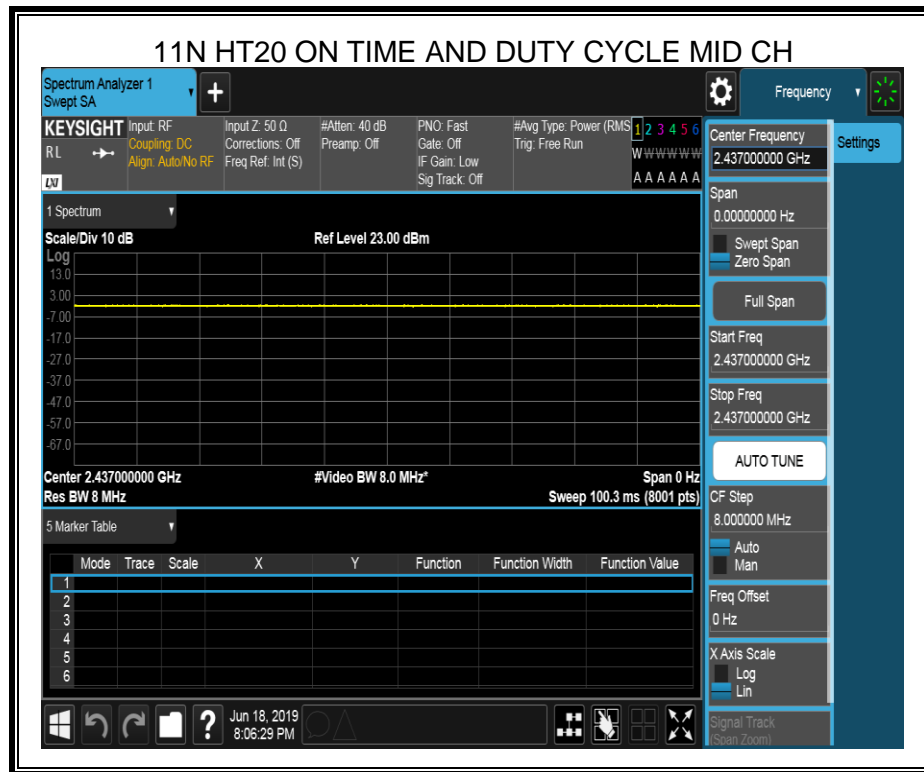 11N HT20 ON TIME AND DUTY CYCLE MID CH
Spectrum Analyzer 1
Swept SA
Frequency
KEYSIGHT
RL
LXI
Input: RF
Coupling: DC
Align: Auto/No RF
Input Z: 50 Ω
Corrections: Off
Freq Ref: Int (S)
#Atten: 40 dB
Preamp: Off
PNO: Fast
Gate: Off
IF Gain: Low
Sig Track: Off
#Avg Type: Power (RMS
Trig: Free Run
1 2 3 4 5 6
W W W W W W
A A A A A A
1 Spectrum
Scale/Div 10 dB
Ref Level 23.00 dBm
Log
13.0
3.00
-7.00
-17.0
-27.0
-37.0
-47.0
-57.0
-67.0
Center 2.437000000 GHz
#Video BW 8.0 MHz*
Span 0 Hz
Res BW 8 MHz
Sweep 100.3 ms (8001 pts)
5 Marker Table
Mode Trace Scale X Y Function Function Width Function Value
1
2
3
4
5
6
Center Frequency
2.437000000 GHz
Settings
Span
0.00000000 Hz
Swept Span
Zero Span
Full Span
Start Freq
2.437000000 GHz
Stop Freq
2.437000000 GHz
AUTO TUNE
CF Step
8.000000 MHz
Auto
Man
Freq Offset
0 Hz
X Axis Scale
Log
Lin
Signal Track
(Span Zoom)
?
Jun 18, 2019
8:06:29 PM